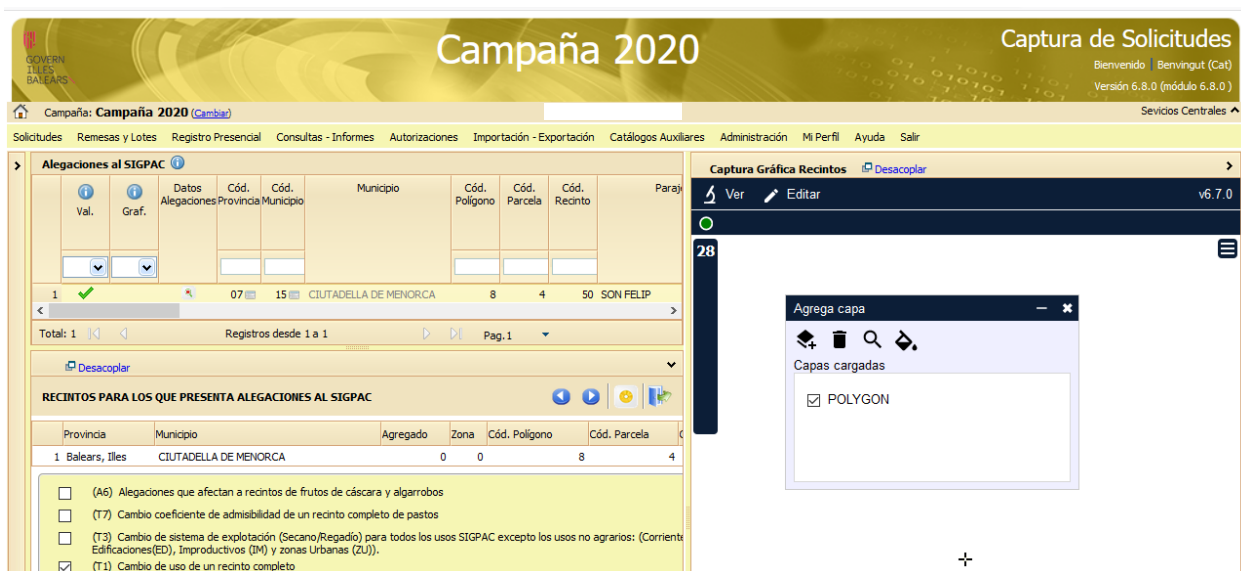 GOVERN
ILLES
BALEARS
Campaña 2020
Captura de Solicitudes
Bienvenido | Benvingut (Cat)
Versión 6.8.0 (módulo 6.8.0 )
Campaña: Campaña 2020 (Cambiar)
Sevicios Centrales
Solicitudes Remesas y Lotes Registro Presencial Consultas - Informes Autorizaciones Importación - Exportación Catálogos Auxiliares Administración Mi Perfil Ayuda Salir
Alegaciones al SIGPAC
Val. Graf. Datos Alegaciones Cód. Provincia Cód. Municipio Municipio Cód. Polígono Cód. Parcela Cód. Recinto Paraj
1 07 15 CIUTADELLA DE MENORCA 8 4 50 SON FELIP
Total: 1 Registros desde 1 a 1 Pag. 1
Desacoplar
RECINTOS PARA LOS QUE PRESENTA ALEGACIONES AL SIGPAC
Provincia Municipio Agregado Zona Cód. Polígono Cód. Parcela
1 Balears, Illes CIUTADELLA DE MENORCA 0 0 8 4
(A6) Alegaciones que afectan a recintos de frutos de cáscara y algarrobos
(T7) Cambio coeficiente de admisibilidad de un recinto completo de pastos
(T3) Cambio de sistema de explotación (Secano/Regadío) para todos los usos SIGPAC excepto los usos no agrarios: (Corriente
Edificaciones(ED), Improductivos (IM) y zonas Urbanas (ZU)).
(T1) Cambio de uso de un recinto completo
Captura Gráfica Recintos Desacoplar
Ver Editar v6.7.0
28
Agrega capa
Capas cargadas
POLYGON